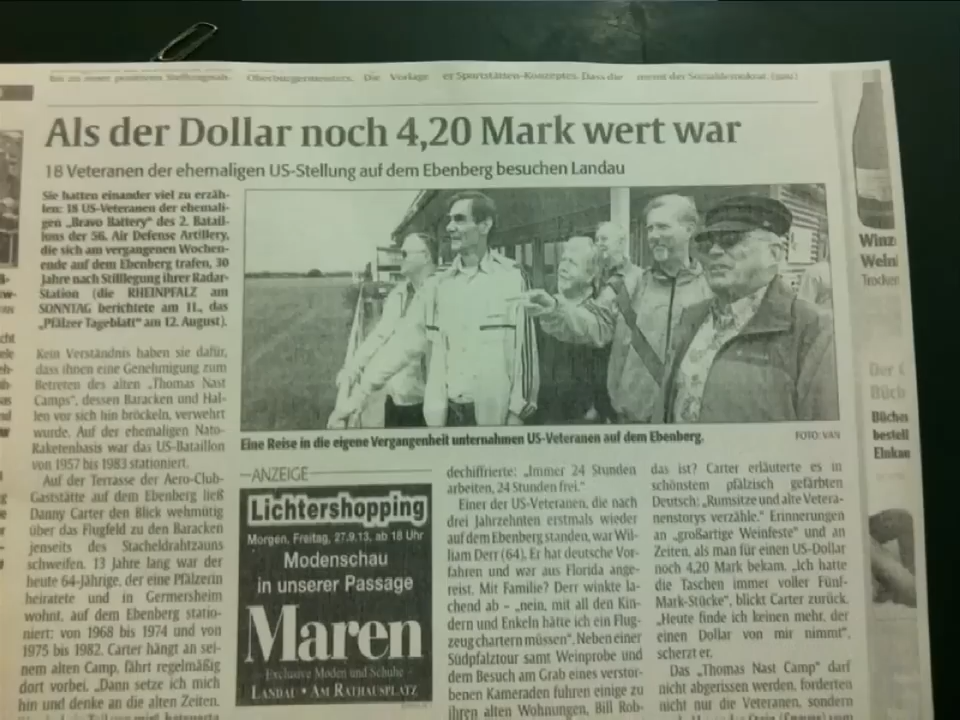 Oberbürgermeisters. Die Vorlage
er Sportstätten-Konzeptes. Dass die
ment der Sozialdemokrat. (sau)
Als der Dollar noch 4,20 Mark wert war
18 Veteranen der ehemaligen US-Stellung auf dem Ebenberg besuchen Landau
Sie hatten einander viel zu erzäh-
len: 18 US-Veteranen der ehemali-
gen „Bravo Battery“ des 2. Batail-
lons der 56. Air Defense Artillery,
die sich am vergangenen Wochen-
ende auf dem Ebenberg trafen, 30
Jahre nach Stilllegung ihrer Radar-
Station (die RHEINPFALZ am
SONNTAG berichtete am 11., das
„Pfälzer Tageblatt“ am 12. August).
Kein Verständnis haben sie dafür,
dass ihnen eine Genehmigung zum
Betreten des alten „Thomas Nast
Camps“, dessen Baracken und Hal-
len vor sich hin bröckeln, verwehrt
wurde. Auf der ehemaligen Nato-
Raketenbasis war das US-Bataillon
von 1957 bis 1983 stationiert.
Auf der Terrasse der Aero-Club-
Gaststätte auf dem Ebenberg ließ
Danny Carter den Blick wehmütig
über das Flugfeld zu den Baracken
jenseits des Stacheldrahtzauns
schweifen. 13 Jahre lang war der
heute 64-Jährige, der eine Pfälzerin
heiratete und in Germersheim
wohnt, auf dem Ebenberg statio-
niert: von 1968 bis 1974 und von
1975 bis 1982. Carter hängt an sei-
nem alten Camp, fährt regelmäßig
dort vorbei. „Dann setze ich mich
hin und denke an die alten Zeiten.
Eine Reise in die eigene Vergangenheit unternahmen US-Veteranen auf dem Ebenberg.
FOTO: VAN
ANZEIGE
Lichtershopping
Morgen, Freitag, 27.9.13, ab 18 Uhr
Modenschau
in unserer Passage
Maren
Exclusive Moden und Schuhe
LANDAU • AM RATHAUSPLATZ
dechiffrierte: „Immer 24 Stunden
arbeiten, 24 Stunden frei.“
Einer der US-Veteranen, die nach
drei Jahrzehnten erstmals wieder
auf dem Ebenberg standen, war Wil-
liam Derr (64). Er hat deutsche Vor-
fahren und war aus Florida ange-
reist. Mit Familie? Derr winkte la-
chend ab – „nein, mit all den Kin-
dern und Enkeln hätte ich ein Flug-
zeug chartern müssen“. Neben einer
Südpfalztour samt Weinprobe und
dem Besuch am Grab eines verstor-
benen Kameraden fuhren einige zu
ihren alten Wohnungen, Bill Rob-
das ist? Carter erläuterte es in
schönstem pfälzisch gefärbten
Deutsch: „Rumsitze und alte Vetera-
nenstorys verzähle.“ Erinnerungen
an „großartige Weinfeste“ und an
Zeiten, als man für einen US-Dollar
noch 4,20 Mark bekam. „Ich hatte
die Taschen immer voller Fünf-
Mark-Stücke“, blickt Carter zurück.
„Heute finde ich keinen mehr, der
einen Dollar von mir nimmt“,
scherzt er.
Das „Thomas Nast Camp“ darf
nicht abgerissen werden, forderten
nicht nur die Veteranen, sondern
Winz
Wein
Trocken
Der
Büch
Bücher
bestell
Einkau